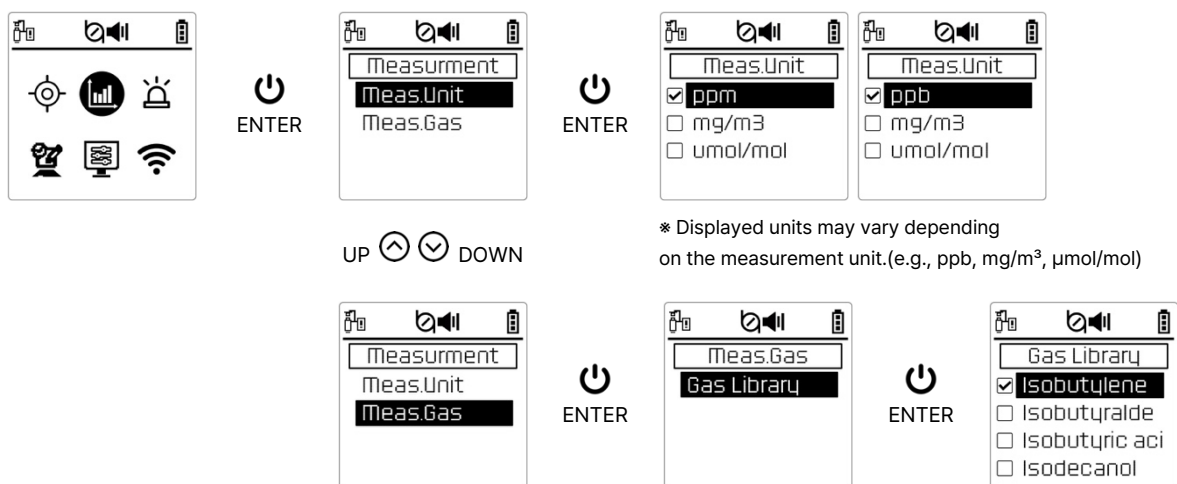 ENTER
Measurment
Meas.Unit
Meas.Gas
ENTER
Meas.Unit
ppm
mg/m3
umol/mol
Meas.Unit
ppb
mg/m3
umol/mol
UP DOWN
※ Displayed units may vary depending
on the measurement unit.(e.g., ppb, mg/m³, μmol/mol)
Measurment
Meas.Unit
Meas.Gas
ENTER
Meas.Gas
Gas Library
ENTER
Gas Library
Isobutylene
Isobutyralde
Isobutyric aci
Isodecanol